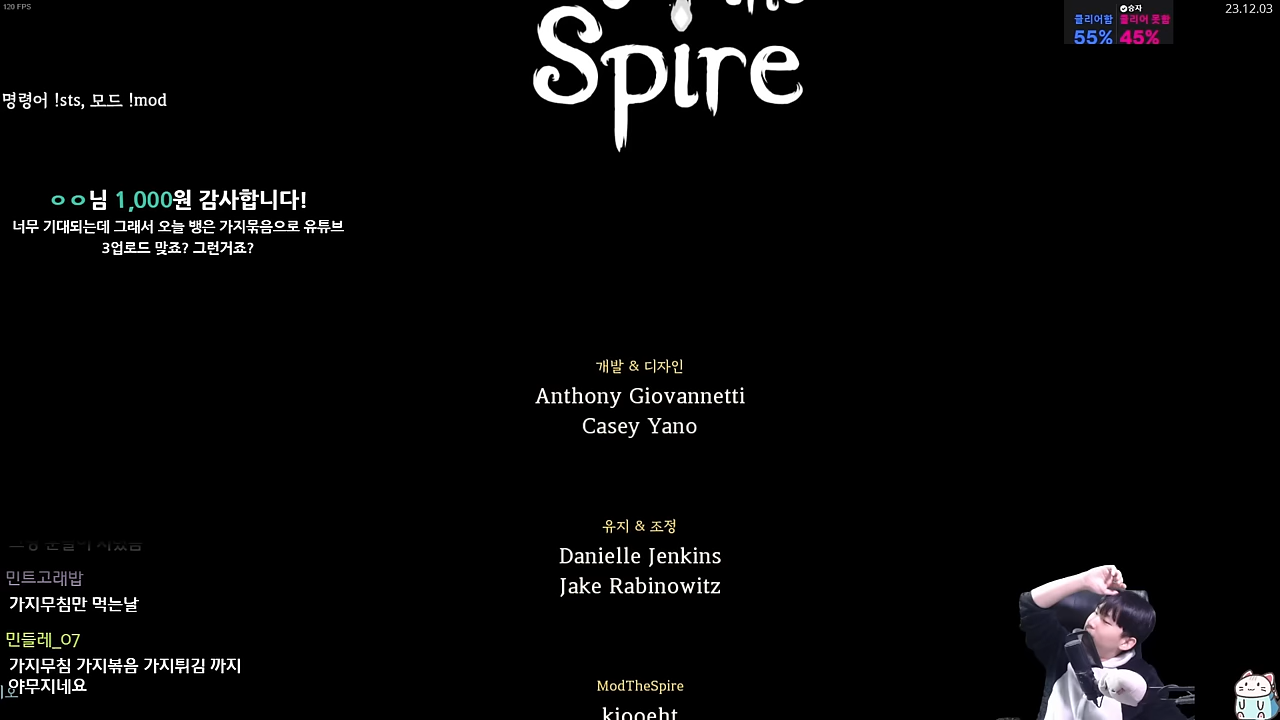 120 FPS
23.12.03
승자
클리어함
클리어 못함
55%
45%
the
Spire
명령어 !sts, 모드 !mod
ㅇㅇ님 1,000원 감사합니다!
너무 기대되는데 그래서 오늘 뱅은 가지묶음으로 유튜브
3업로드 맞죠? 그런거죠?
개발 & 디자인
Anthony Giovannetti
Casey Yano
유지 & 조정
Danielle Jenkins
Jake Rabinowitz
민트고래밥
가지무침만 먹는날
민들레_07
가지무침 가지볶음 가지튀김 까지
야무지네요
ModTheSpire
kiooeht